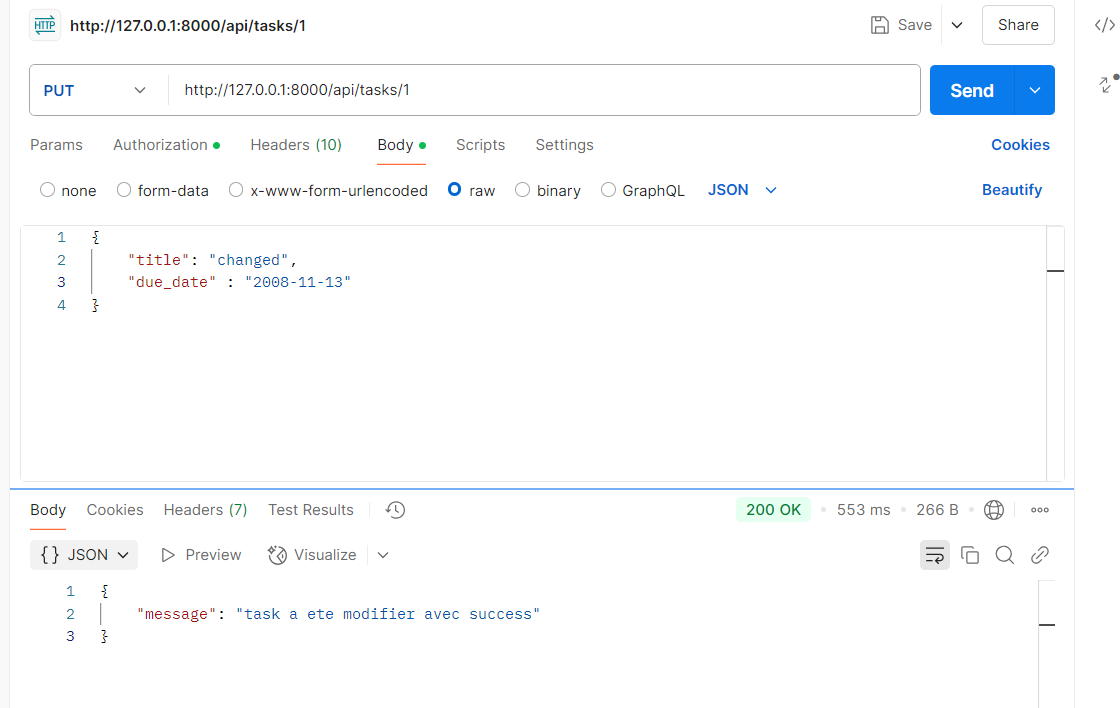 HTTP http://127.0.0.1:8000/api/tasks/1 Save Share
PUT http://127.0.0.1:8000/api/tasks/1 Send
Params Authorization Headers (10) Body Scripts Settings Cookies
none form-data x-www-form-urlencoded raw binary GraphQL JSON Beautify
1 {
2 "title": "changed",
3 "due_date" : "2008-11-13"
4 }
Body Cookies Headers (7) Test Results 200 OK 553 ms 266 B
{} JSON Preview Visualize
1 {
2 "message": "task a ete modifier avec success"
3 }